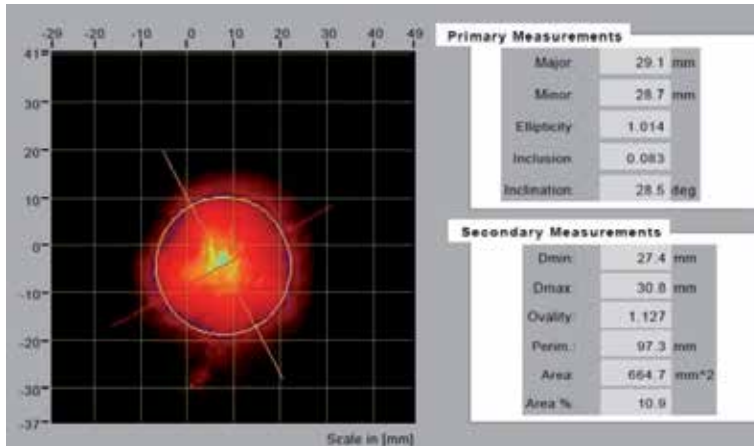 -29 -20 -10 0 10 20 30 40 49
41
30
20
10
0
-10
-20
-30
-37
Scale in [mm]
Primary Measurements
Major 29.1 mm
Minor 28.7 mm
Ellipticity 1.014
Inclusion 0.083
Inclination 28.5 deg
Secondary Measurements
Dmin 27.4 mm
Dmax 30.8 mm
Ovality: 1.127
Perim.: 97.3 mm
Area 664.7 mm^2
Area % 10.9